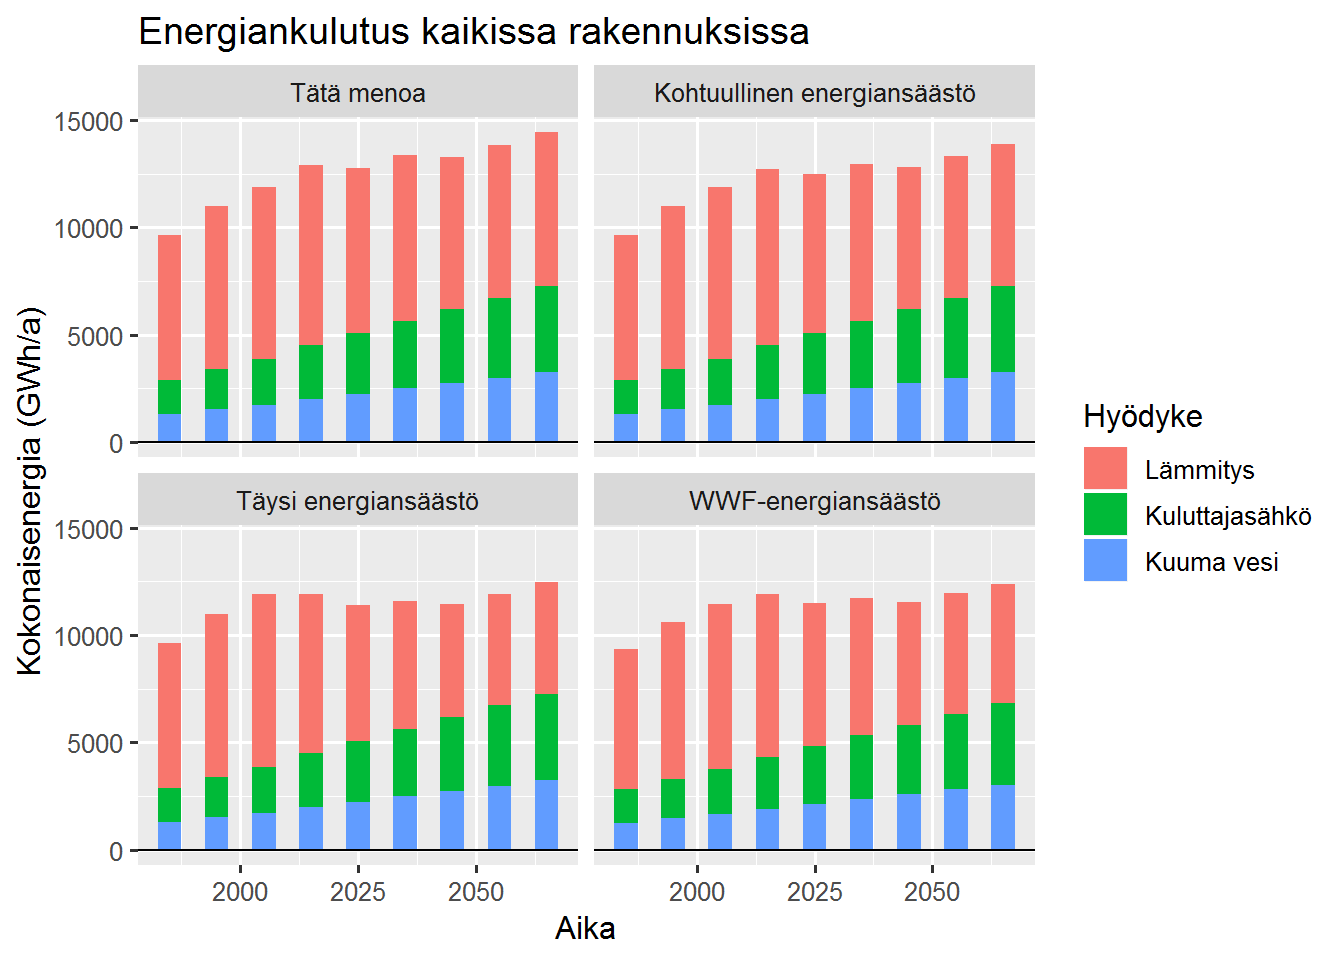 Energiankulutus kaikissa rakennuksissa
Tätä menoa
Kohtuullinen energiansäästö
15000
10000
5000
0
Täysi energiansäästö
WWF-energiansäästö
15000
10000
5000
0
2000 2025 2050
2000 2025 2050
Aika
Kokonaisenergia (GWh/a)
Hyödyke
Lämmitys
Kuluttajasähkö
Kuuma vesi